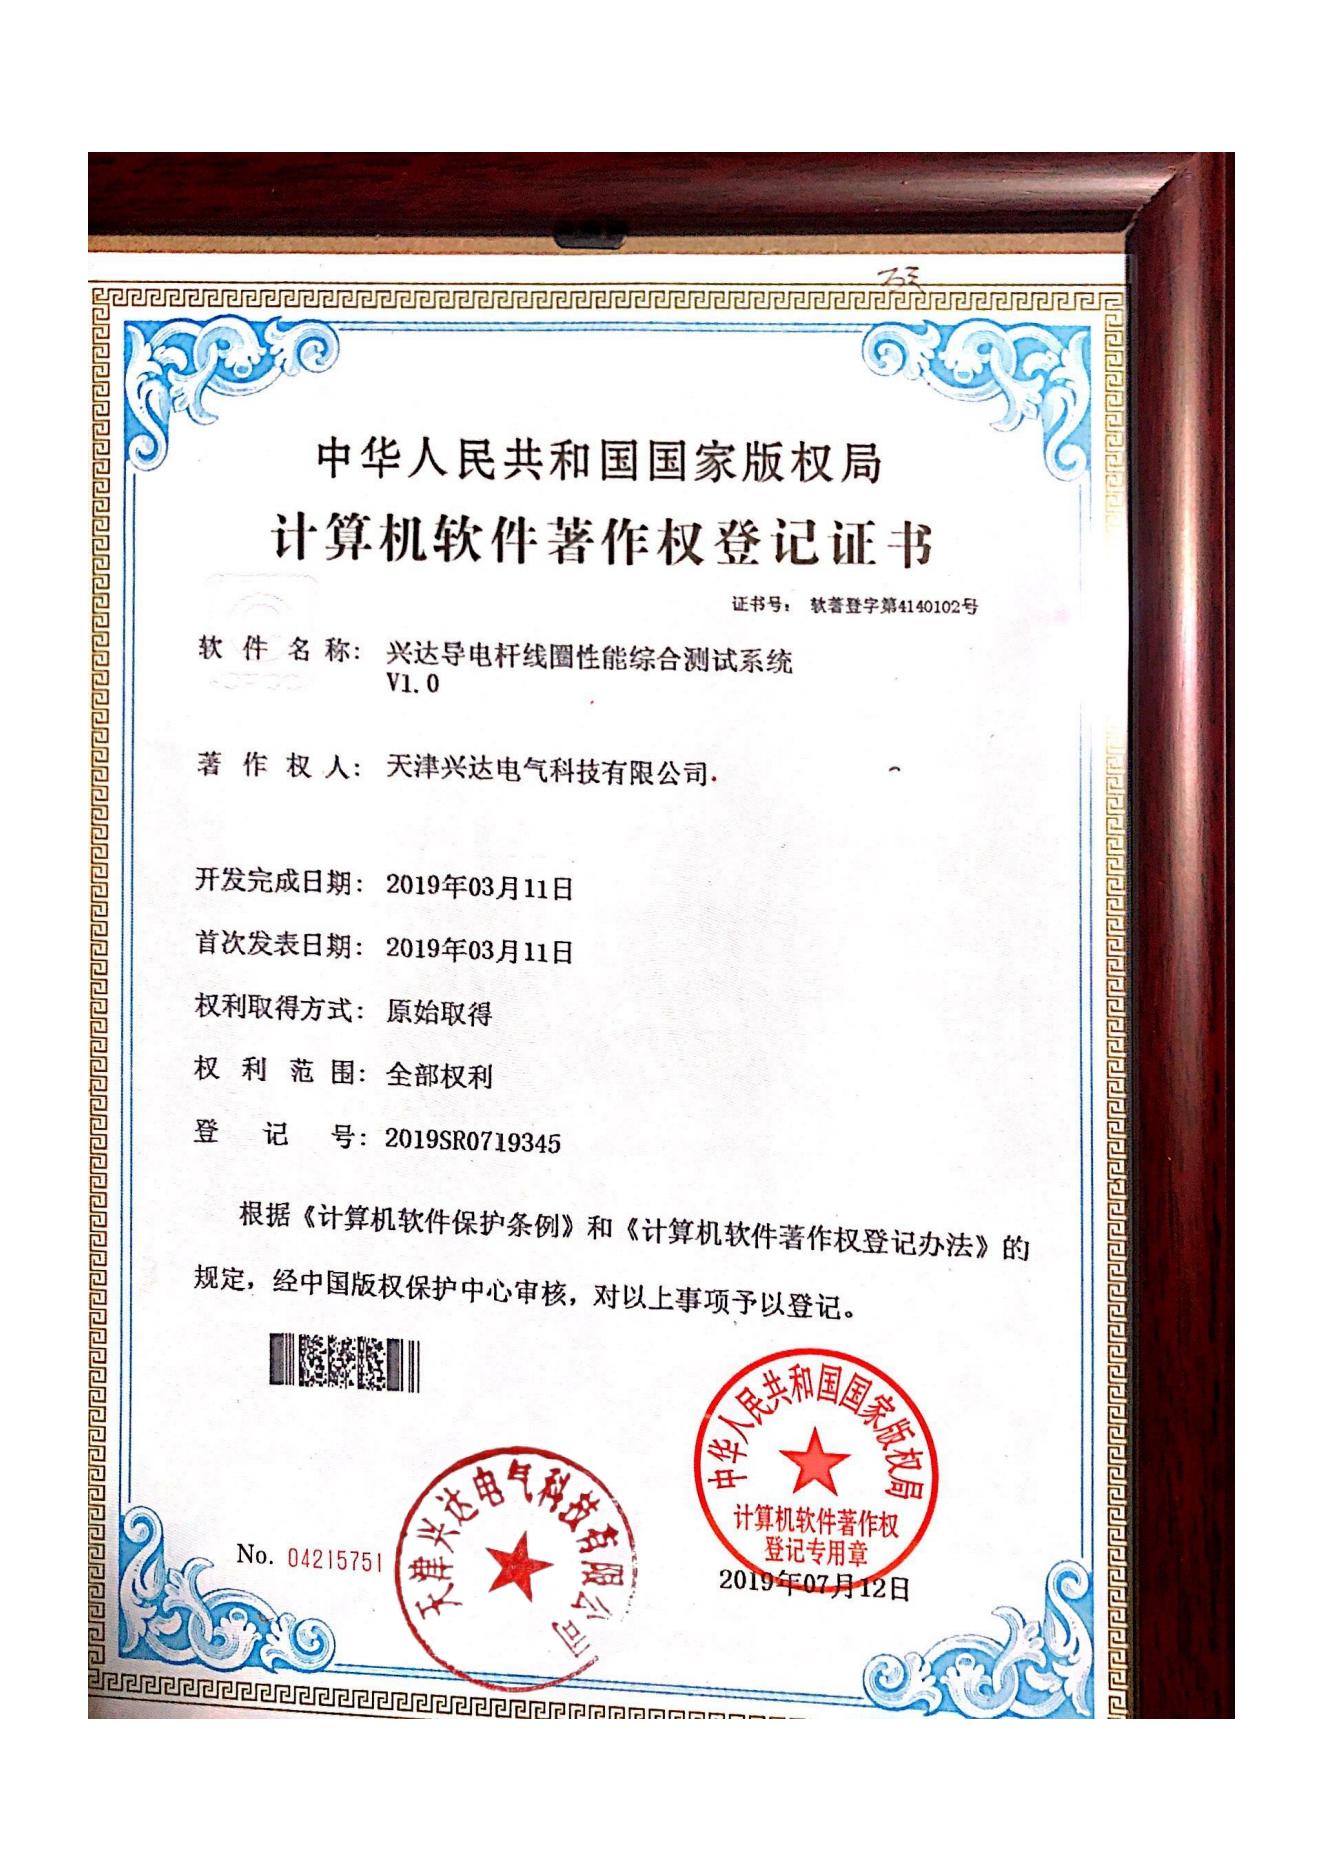 中华人民共和国国家版权局
计算机软件著作权登记证书
证书号： 软著登字第4140102号
软件名称： 兴达导电杆线圈性能综合测试系统
V1.0
著作权人： 天津兴达电气科技有限公司
开发完成日期： 2019年03月11日
首次发表日期： 2019年03月11日
权利取得方式： 原始取得
权利范围： 全部权利
登记号： 2019SR0719345
根据《计算机软件保护条例》和《计算机软件著作权登记办法》的
规定，经中国版权保护中心审核，对以上事项予以登记。
中华人民共和国国家版权局
计算机软件著作权
登记专用章
天津兴达电气科技有限公司
No. 04215751
2019年07月12日